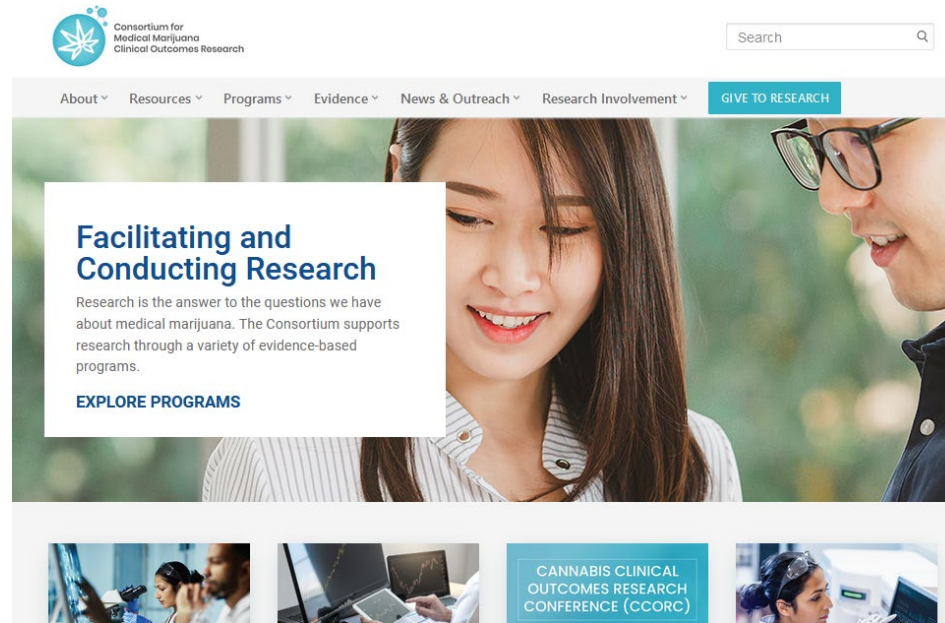 Consortium for
Medical Marijuana
Clinical Outcomes Research
Search
About
Resources
Programs
Evidence
News & Outreach
Research Involvement
GIVE TO RESEARCH
Facilitating and
Conducting Research
Research is the answer to the questions we have
about medical marijuana. The Consortium supports
research through a variety of evidence-based
programs.
EXPLORE PROGRAMS
CANNABIS CLINICAL
OUTCOMES RESEARCH
CONFERENCE (CCORC)